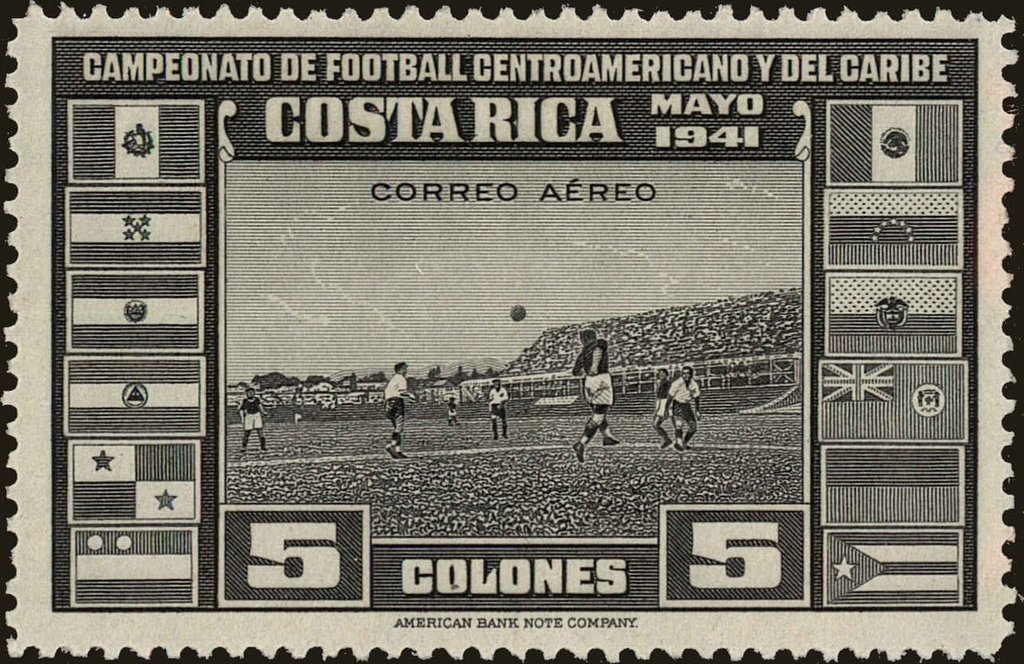 CAMPEONATO DE FOOTBALL CENTROAMERICANO Y DEL CARIBE
COSTA RICA MAYO 1941
CORREO AÉREO
5 COLONES 5
AMERICAN BANK NOTE COMPANY.